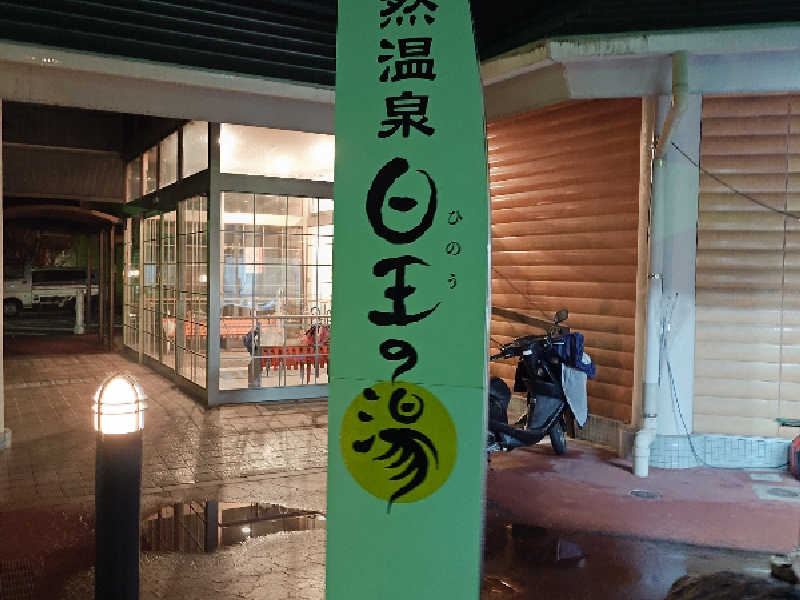 然温泉
日王の湯
ひのう